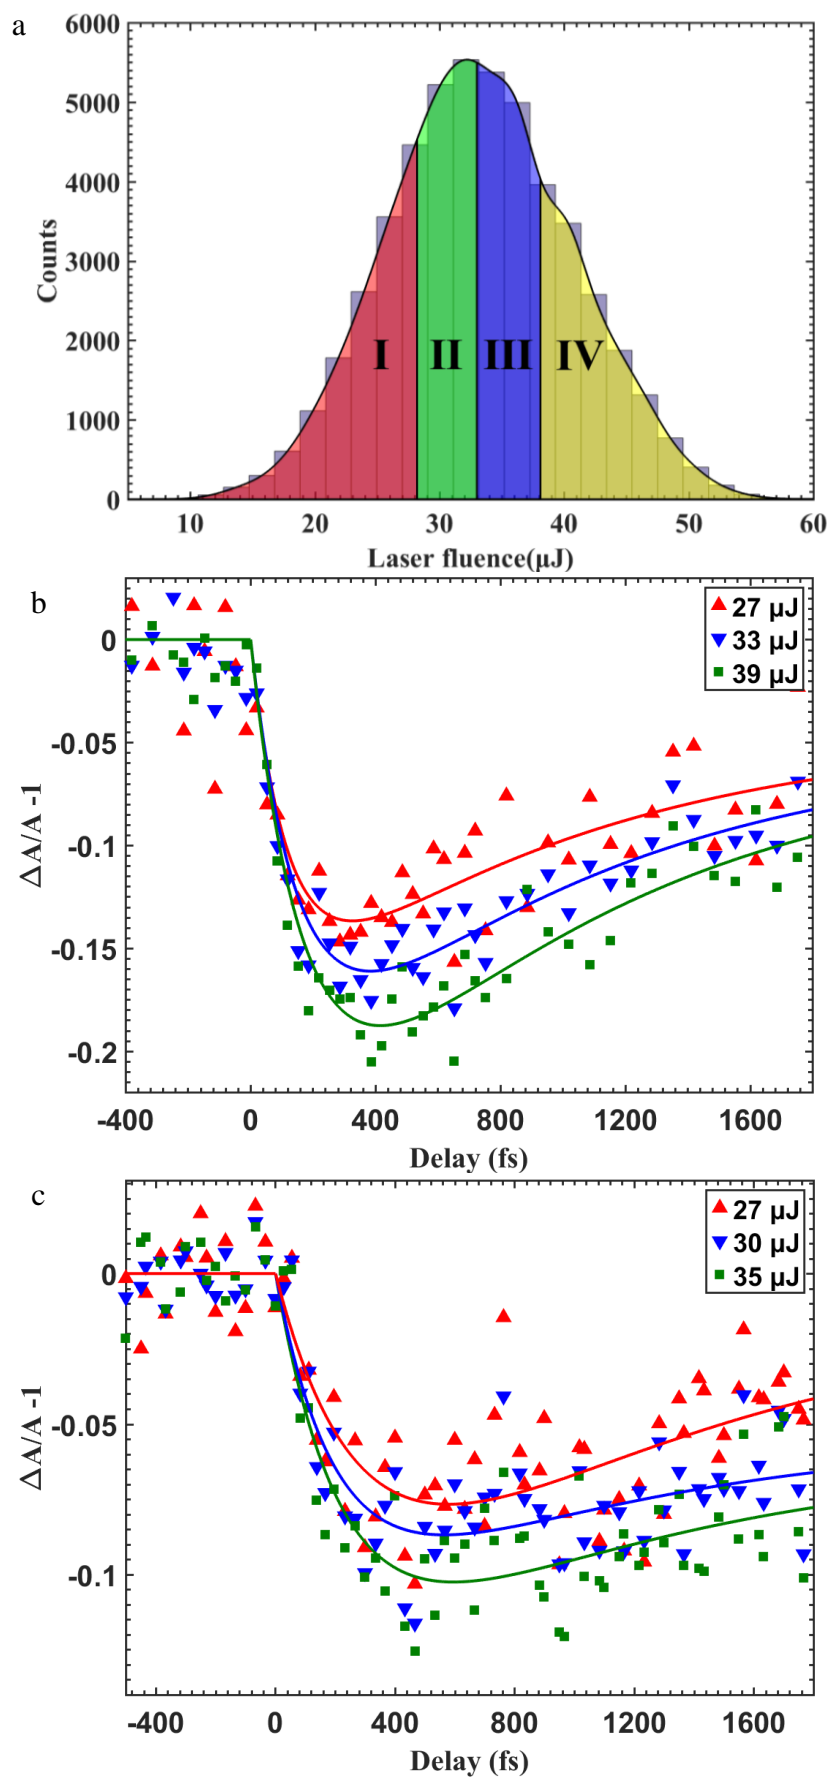 a
6000
5000
4000
3000
2000
1000
0
Counts
I II III IV
10 20 30 40 50 60
Laser fluence(μJ)
b
27 μJ
33 μJ
39 μJ
0
-0.05
-0.1
-0.15
-0.2
ΔA/A -1
-400 0 400 800 1200 1600
Delay (fs)
c
27 μJ
30 μJ
35 μJ
0
-0.05
-0.1
ΔA/A -1
-400 0 400 800 1200 1600
Delay (fs)